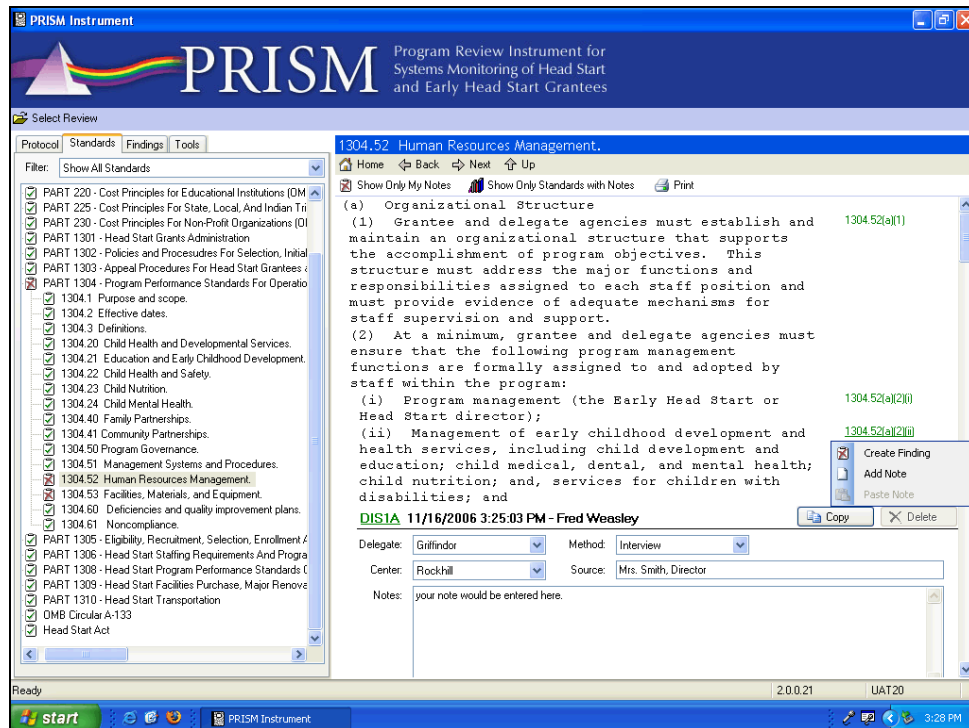 PRISM Instrument
PRISM
Program Review Instrument for
Systems Monitoring of Head Start
and Early Head Start Grantees
Select Review
Protocol Standards Findings Tools
Filter: Show All Standards
PART 220 - Cost Principles for Educational Institutions (OM
PART 225 - Cost Principles For State, Local, And Indian Tri
PART 230 - Cost Principles For Non-Profit Organizations (OI
PART 1301 - Head Start Grants Administration
PART 1302 - Policies and Procesudres For Selection, Initial
PART 1303 - Appeal Procedures For Head Start Grantees a
PART 1304 - Program Performance Standards For Operatio
1304.1 Purpose and scope.
1304.2 Effective dates.
1304.3 Definitions.
1304.20 Child Health and Developmental Services.
1304.21 Education and Early Childhood Development.
1304.22 Child Health and Safety.
1304.23 Child Nutrition.
1304.24 Child Mental Health.
1304.40 Family Partnerships.
1304.41 Community Partnerships.
1304.50 Program Governance.
1304.51 Management Systems and Procedures.
1304.52 Human Resources Management.
1304.53 Facilities, Materials, and Equipment.
1304.60 Deficiencies and quality improvement plans.
1304.61 Noncompliance.
PART 1305 - Eligibility, Recruitment, Selection, Enrollment A
PART 1306 - Head Start Staffing Requirements And Progra
PART 1308 - Head Start Program Performance Standards C
PART 1309 - Head Start Facilities Purchase, Major Renova
PART 1310 - Head Start Transportation
OMB Circular A-133
Head Start Act
1304.52 Human Resources Management.
Home Back Next Up
Show Only My Notes Show Only Standards with Notes Print
(a) Organizational Structure
(1) Grantee and delegate agencies must establish and 1304.52(a)(1)
maintain an organizational structure that supports
the accomplishment of program objectives. This
structure must address the major functions and
responsibilities assigned to each staff position and
must provide evidence of adequate mechanisms for
staff supervision and support.
(2) At a minimum, grantee and delegate agencies must
ensure that the following program management
functions are formally assigned to and adopted by
staff within the program:
(i) Program management (the Early Head Start or 1304.52(a)(2)(i)
Head Start director);
(ii) Management of early childhood development and 1304.52(a)(2)(ii)
health services, including child development and
education; child medical, dental, and mental health;
child nutrition; and, services for children with
disabilities; and
Create Finding
Add Note
Paste Note
DIS1A 11/16/2006 3:25:03 PM - Fred Weasley Copy Delete
Delegate: Griffindor Method: Interview
Center: Rockhill Source: Mrs. Smith, Director
Notes: your note would be entered here.
Ready 2.0.0.21 UAT20
start PRISM Instrument 3:28 PM